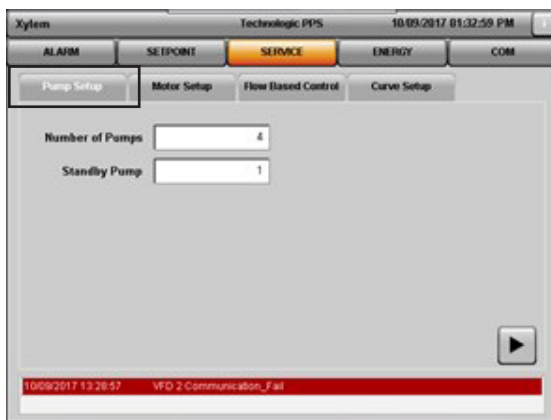 Xylem Technologic PPS 10/09/2017 01:32:59 PM
ALARM SETPOINT SERVICE ENERGY COM
Pump Setup Motor Setup Flow Based Control Curve Setup
Number of Pumps 4
Standby Pump 1
10/09/2017 13:28:57 VFD 2 Communication_Fail